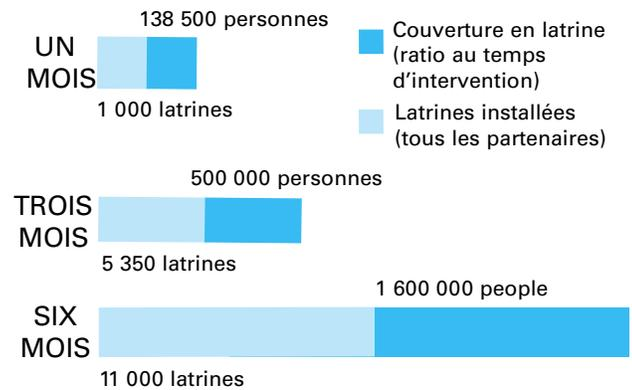 138 500 personnes
UN
MOIS
1 000 latrines
Couverture en latrine
(ratio au temps
d’intervention)
Latrines installées
(tous les partenaires)
500 000 personnes
TROIS
MOIS
5 350 latrines
1 600 000 people
SIX
MOIS
11 000 latrines